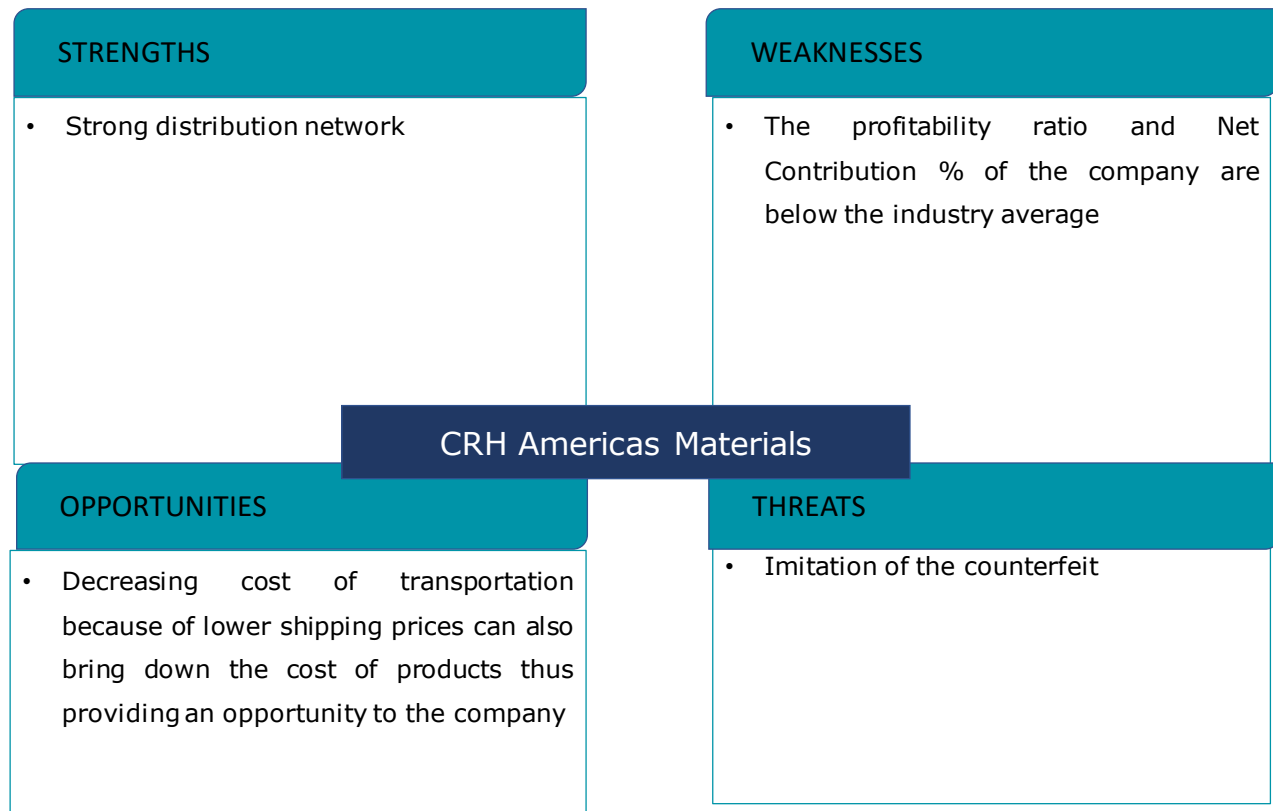 STRENGTHS
• Strong distribution network
WEAKNESSES
• The profitability ratio and Net
Contribution % of the company are
below the industry average
CRH Americas Materials
OPPORTUNITIES
• Decreasing cost of transportation
because of lower shipping prices can also
bring down the cost of products thus
providing an opportunity to the company
THREATS
• Imitation of the counterfeit